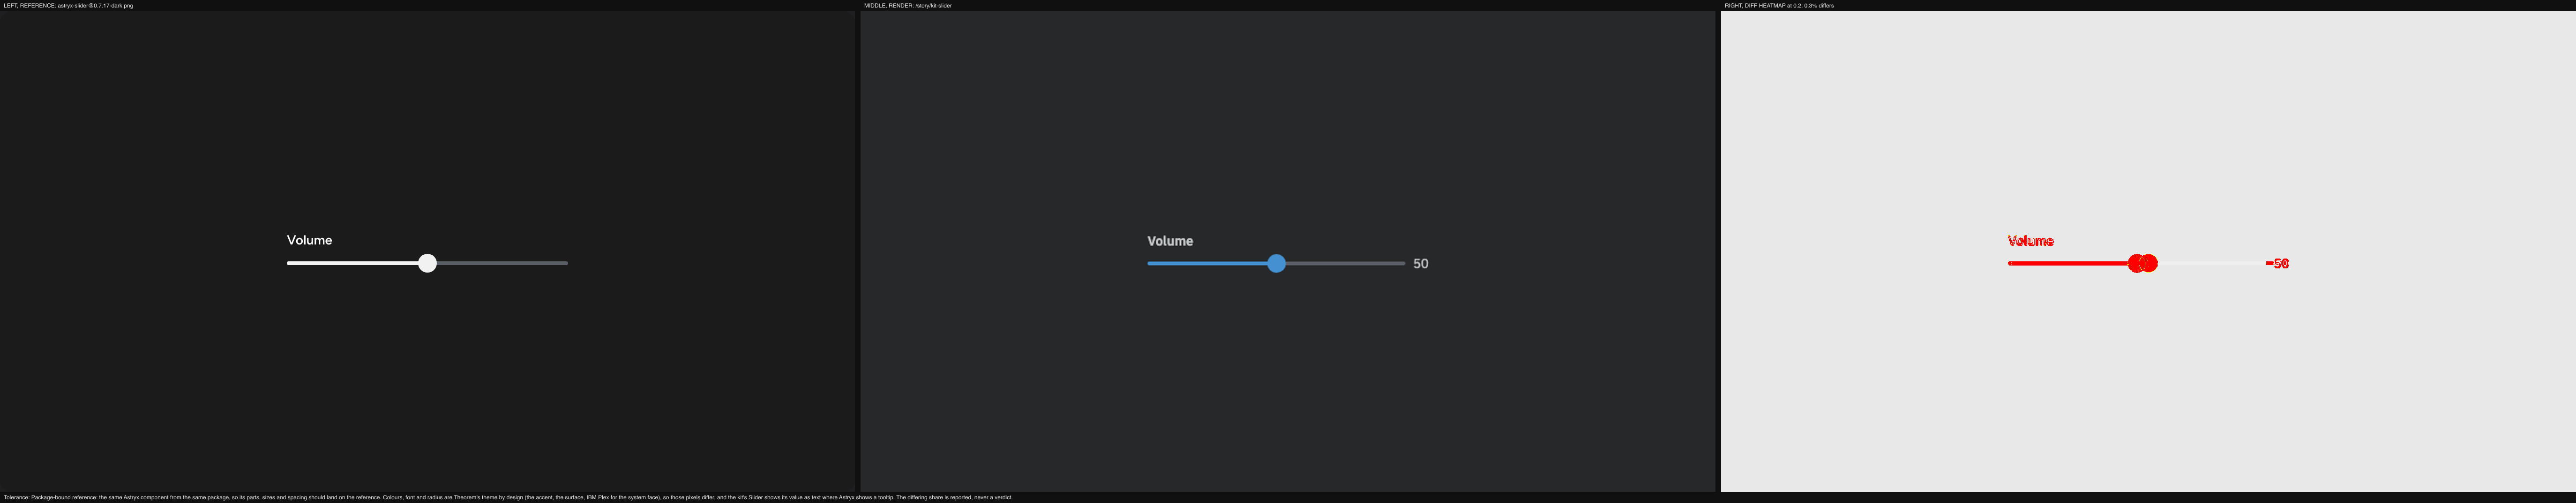 LEFT, REFERENCE: astryx-slider@0.7.17-dark.png
MIDDLE, RENDER: /story/kit-slider
RIGHT, DIFF HEATMAP at 0.2: 0.3% differs
Volume
Volume
50
Volume
50
Tolerance: Package-bound reference: the same Astryx component from the same package, so its parts, sizes and spacing should land on the reference. Colours, font and radius are Theorem's theme by design (the accent, the surface, IBM Plex for the system face), so those pixels differ, and the kit's Slider shows its value as text where Astryx shows a tooltip. The differing share is reported, never a verdict.